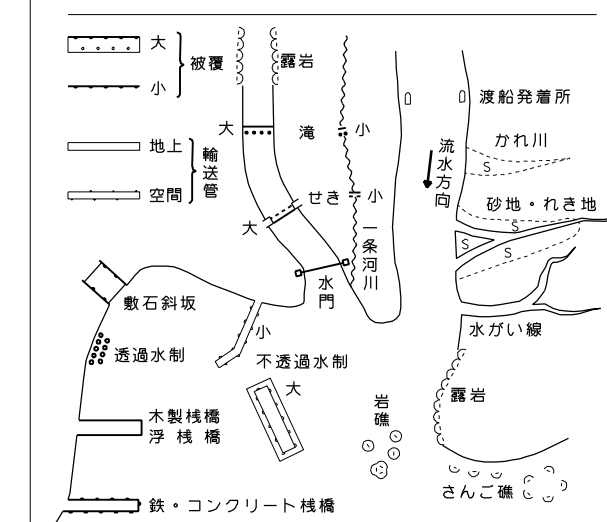 大
被覆
小
露岩
地上
輸送管
空間
大
滝
小
せき
小
大
一条河川
水門
渡船発着所
流水方向
かれ川
S
砂地・れき地
S
S
S
水がい線
敷石斜坂
透過水制
小
不透過水制
大
木製桟橋
浮桟橋
岩礁
露岩
さんご礁
鉄・コンクリート桟橋